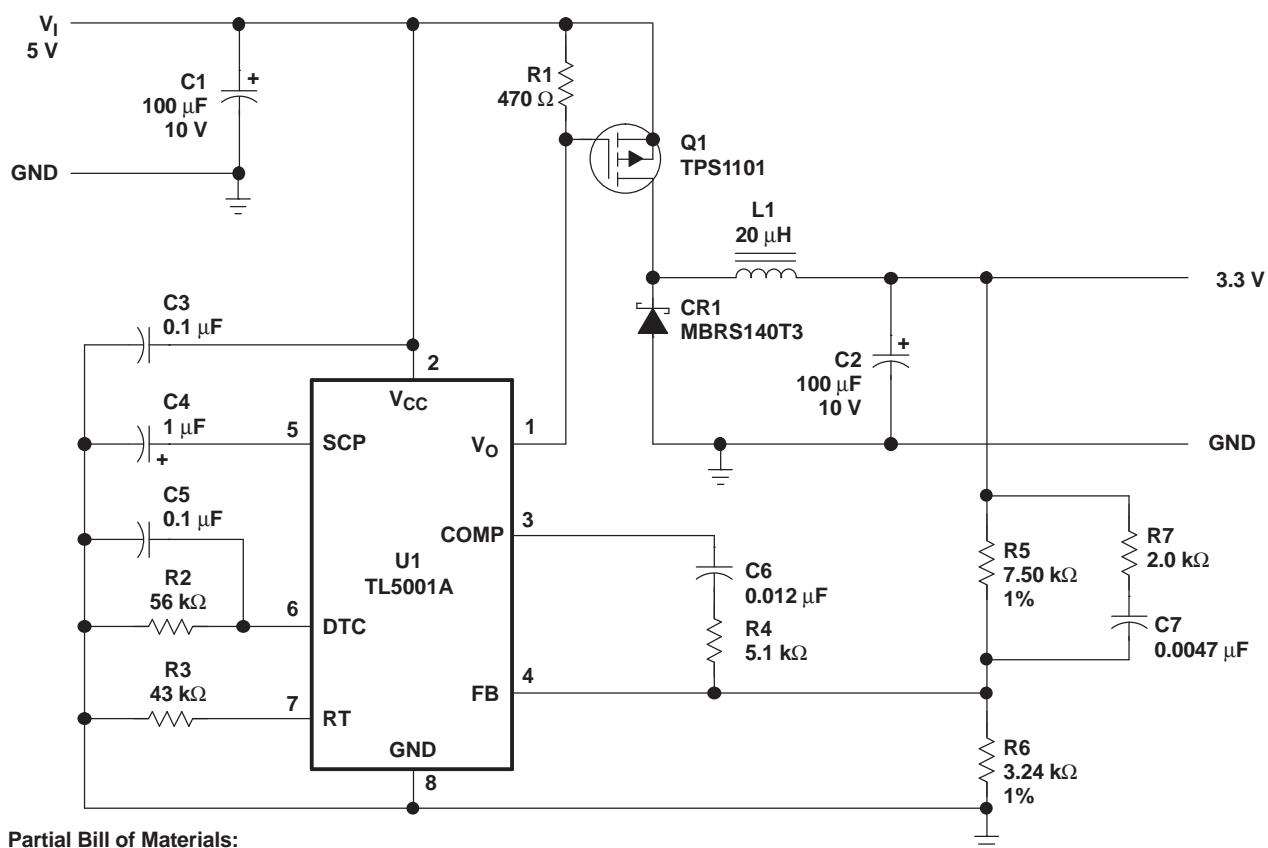 V_I
5 V
C1
100 μF
10 V
+
GND
R1
470 Ω
Q1
TPS1101
L1
20 μH
3.3 V
CR1
MBRS140T3
C2
100 μF
10 V
+
GND
C3
0.1 μF
2
V_CC
C4
1 μF
+
5
SCP
1
V_O
C5
0.1 μF
3
COMP
U1
TL5001A
R2
56 kΩ
6
DTC
C6
0.012 μF
R4
5.1 kΩ
R5
7.50 kΩ
1%
R7
2.0 kΩ
C7
0.0047 μF
R3
43 kΩ
7
RT
4
FB
GND
8
R6
3.24 kΩ
1%
Partial Bill of Materials: